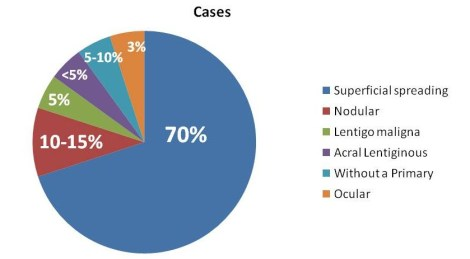 Cases
3%
5-10%
<5%
5%
10-15%
70%
Superficial spreading
Nodular
Lentigo maligna
Acral Lentiginous
Without a Primary
Ocular